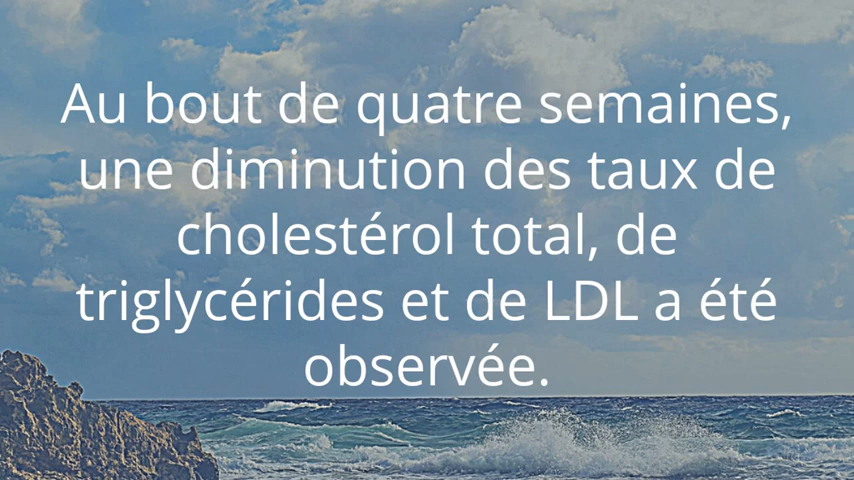 Au bout de quatre semaines,
une diminution des taux de
cholestérol total, de
triglycérides et de LDL a été
observée.